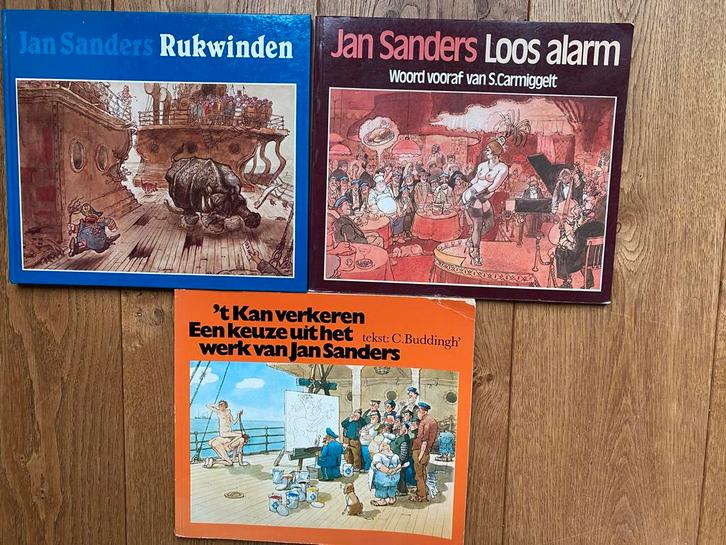 Jan Sanders Rukwinden
Jan Sanders Loos alarm
Woord vooraf van S.Carmiggelt
't Kan verkeren
Een keuze uit het
werk van Jan Sanders
tekst: C.Buddingh'